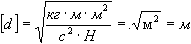 [d] = √(кг · м · м² / с² · Н) = √м² = м